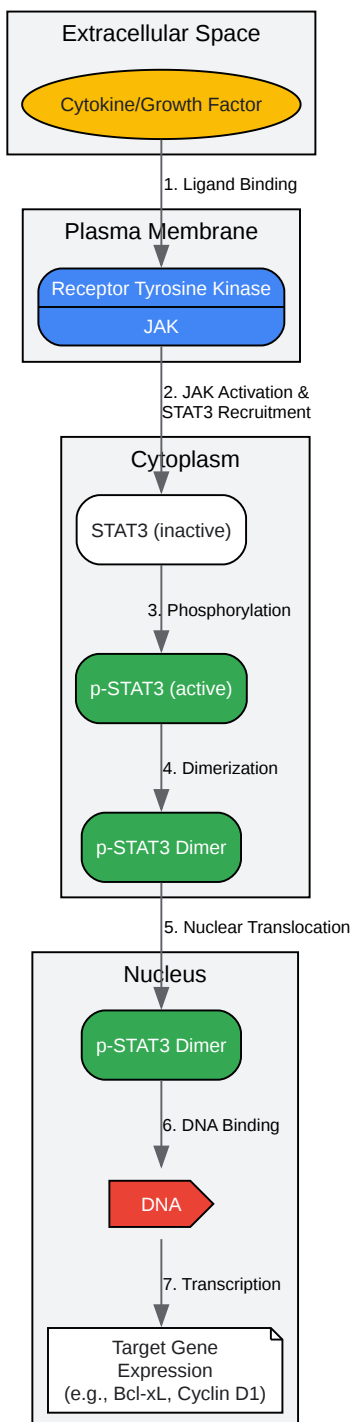 Extracellular Space
Cytokine/Growth Factor
1. Ligand Binding
Plasma Membrane
Receptor Tyrosine Kinase
JAK
2. JAK Activation &
STAT3 Recruitment
Cytoplasm
STAT3 (inactive)
3. Phosphorylation
p-STAT3 (active)
4. Dimerization
p-STAT3 Dimer
5. Nuclear Translocation
Nucleus
p-STAT3 Dimer
6. DNA Binding
DNA
7. Transcription
Target Gene
Expression
(e.g., Bcl-xL, Cyclin D1)